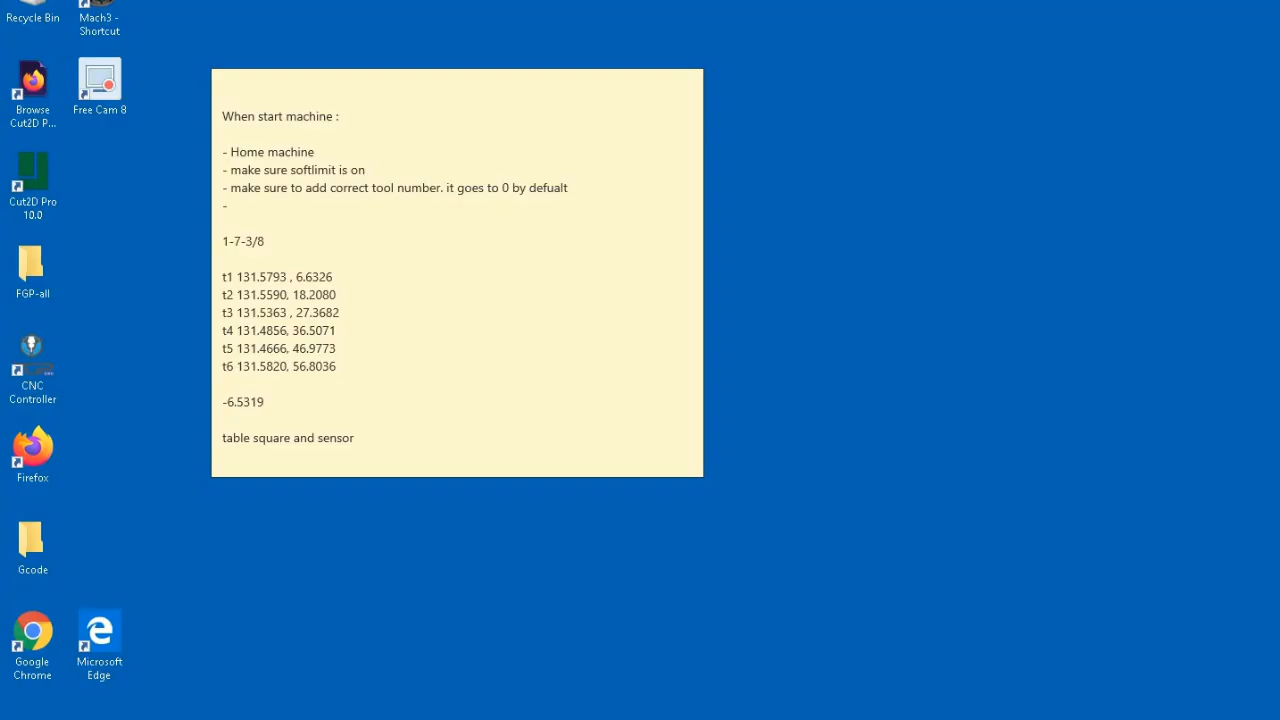 Recycle Bin
Mach3 -
Shortcut
Browse
Cut2D P...
Free Cam 8
Cut2D Pro
10.0
FGP-all
CNC
Controller
Firefox
Gcode
Google
Chrome
Microsoft
Edge
When start machine :
- Home machine
- make sure softlimit is on
- make sure to add correct tool number. it goes to 0 by defualt
-
1-7-3/8
t1 131.5793 , 6.6326
t2 131.5590, 18.2080
t3 131.5363 , 27.3682
t4 131.4856, 36.5071
t5 131.4666, 46.9773
t6 131.5820, 56.8036
-6.5319
table square and sensor